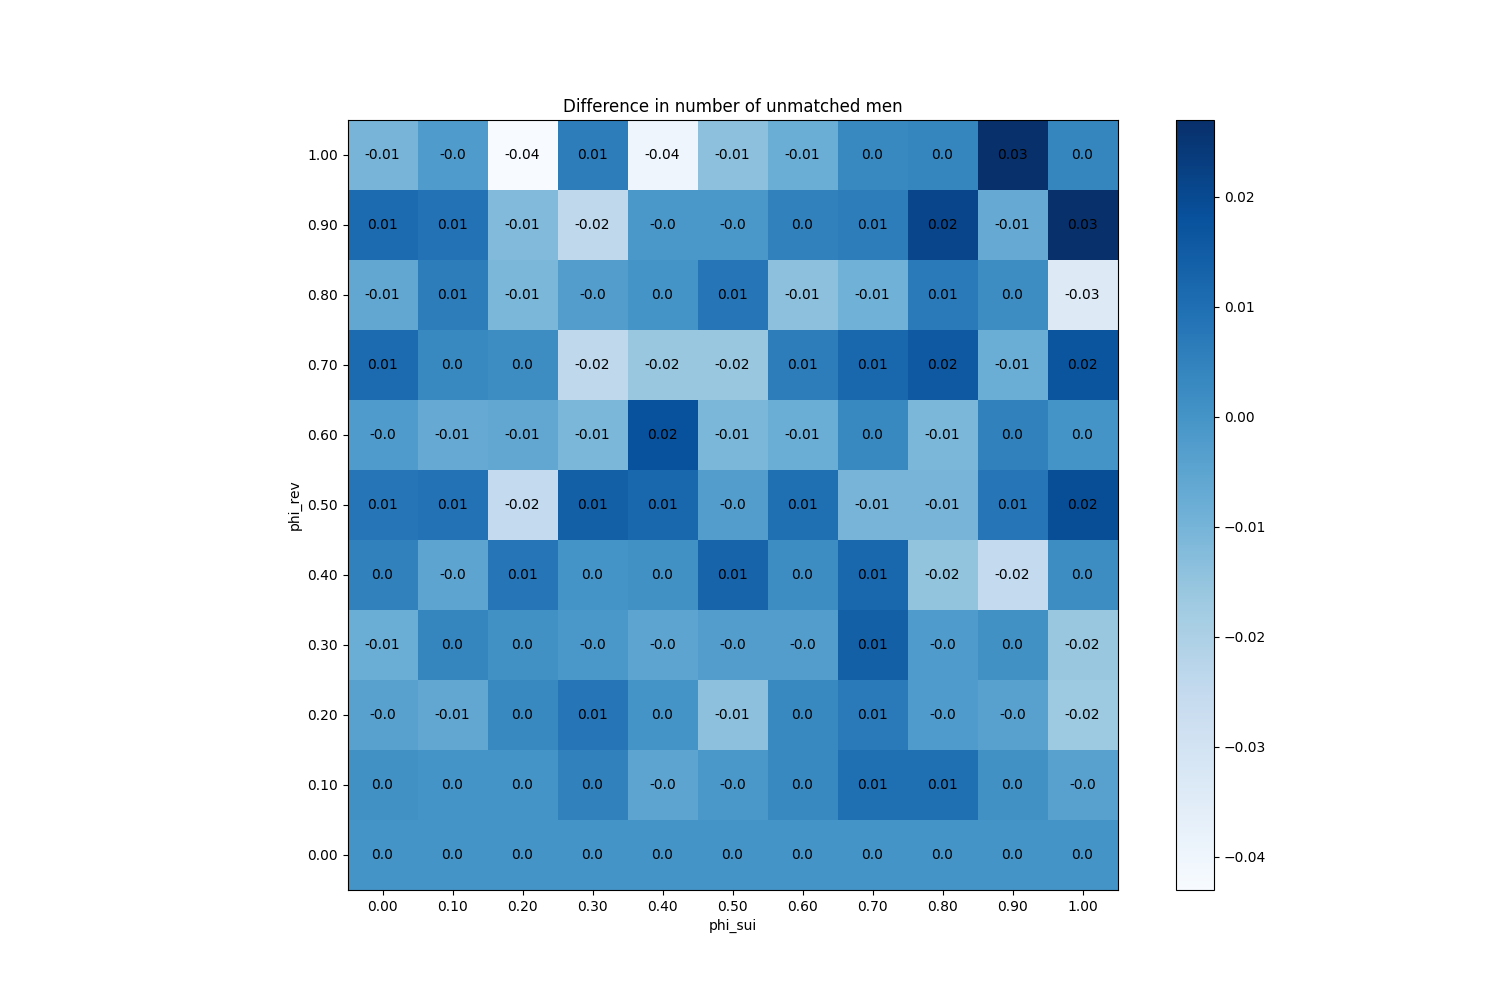 Difference in number of unmatched men
1.00 -0.01 -0.0 -0.04 0.01 -0.04 -0.01 -0.01 0.0 0.0 0.03 0.0
0.90 0.01 0.01 -0.01 -0.02 -0.0 -0.0 0.0 0.01 0.02 -0.01 0.03
0.80 -0.01 0.01 -0.01 -0.0 0.0 0.01 -0.01 -0.01 0.01 0.0 -0.03
0.70 0.01 0.0 0.0 -0.02 -0.02 -0.02 0.01 0.01 0.02 -0.01 0.02
0.60 -0.0 -0.01 -0.01 -0.01 0.02 -0.01 -0.01 0.0 -0.01 0.0 0.0
0.50 0.01 0.01 -0.02 0.01 0.01 -0.0 0.01 -0.01 -0.01 0.01 0.02
0.40 0.0 -0.0 0.01 0.0 0.0 0.01 0.0 0.01 -0.02 -0.02 0.0
0.30 -0.01 0.0 0.0 -0.0 -0.0 -0.0 -0.0 0.01 -0.0 0.0 -0.02
0.20 -0.0 -0.01 0.0 0.01 0.0 -0.01 0.0 0.01 -0.0 -0.0 -0.02
0.10 0.0 0.0 0.0 0.0 -0.0 -0.0 0.0 0.01 0.01 0.0 -0.0
0.00 0.0 0.0 0.0 0.0 0.0 0.0 0.0 0.0 0.0 0.0 0.0
0.00 0.10 0.20 0.30 0.40 0.50 0.60 0.70 0.80 0.90 1.00
phi_sui
phi_rev
0.02
0.01
0.00
−0.01
−0.02
−0.03
−0.04